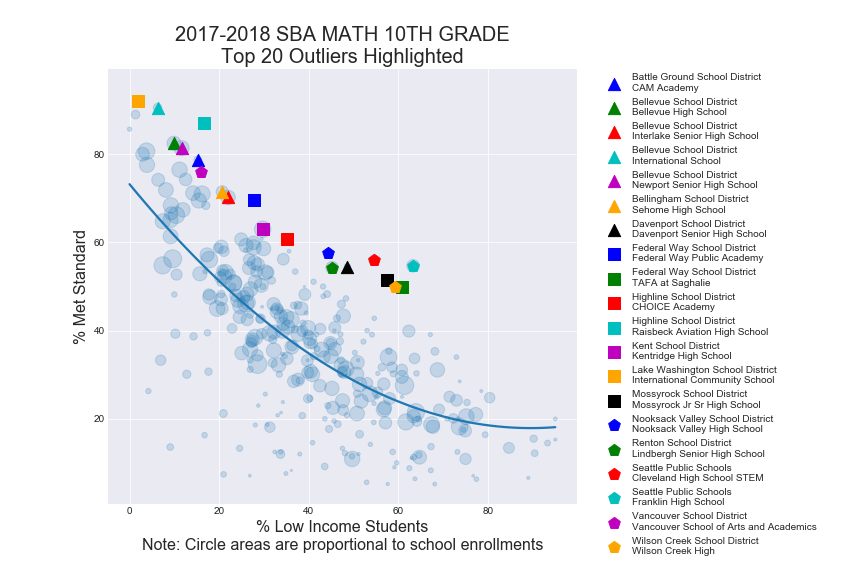 2017-2018 SBA MATH 10TH GRADE
Top 20 Outliers Highlighted
% Met Standard
80
60
40
20
0
20
40
60
80
% Low Income Students
Note: Circle areas are proportional to school enrollments
Battle Ground School District
CAM Academy
Bellevue School District
Bellevue High School
Bellevue School District
Interlake Senior High School
Bellevue School District
International School
Bellevue School District
Newport Senior High School
Bellingham School District
Sehome High School
Davenport School District
Davenport Senior High School
Federal Way School District
Federal Way Public Academy
Federal Way School District
TAFA at Saghalie
Highline School District
CHOICE Academy
Highline School District
Raisbeck Aviation High School
Kent School District
Kentridge High School
Lake Washington School District
International Community School
Mossyrock School District
Mossyrock Jr Sr High School
Nooksack Valley School District
Nooksack Valley High School
Renton School District
Lindbergh Senior High School
Seattle Public Schools
Cleveland High School STEM
Seattle Public Schools
Franklin High School
Vancouver School District
Vancouver School of Arts and Academics
Wilson Creek School District
Wilson Creek High